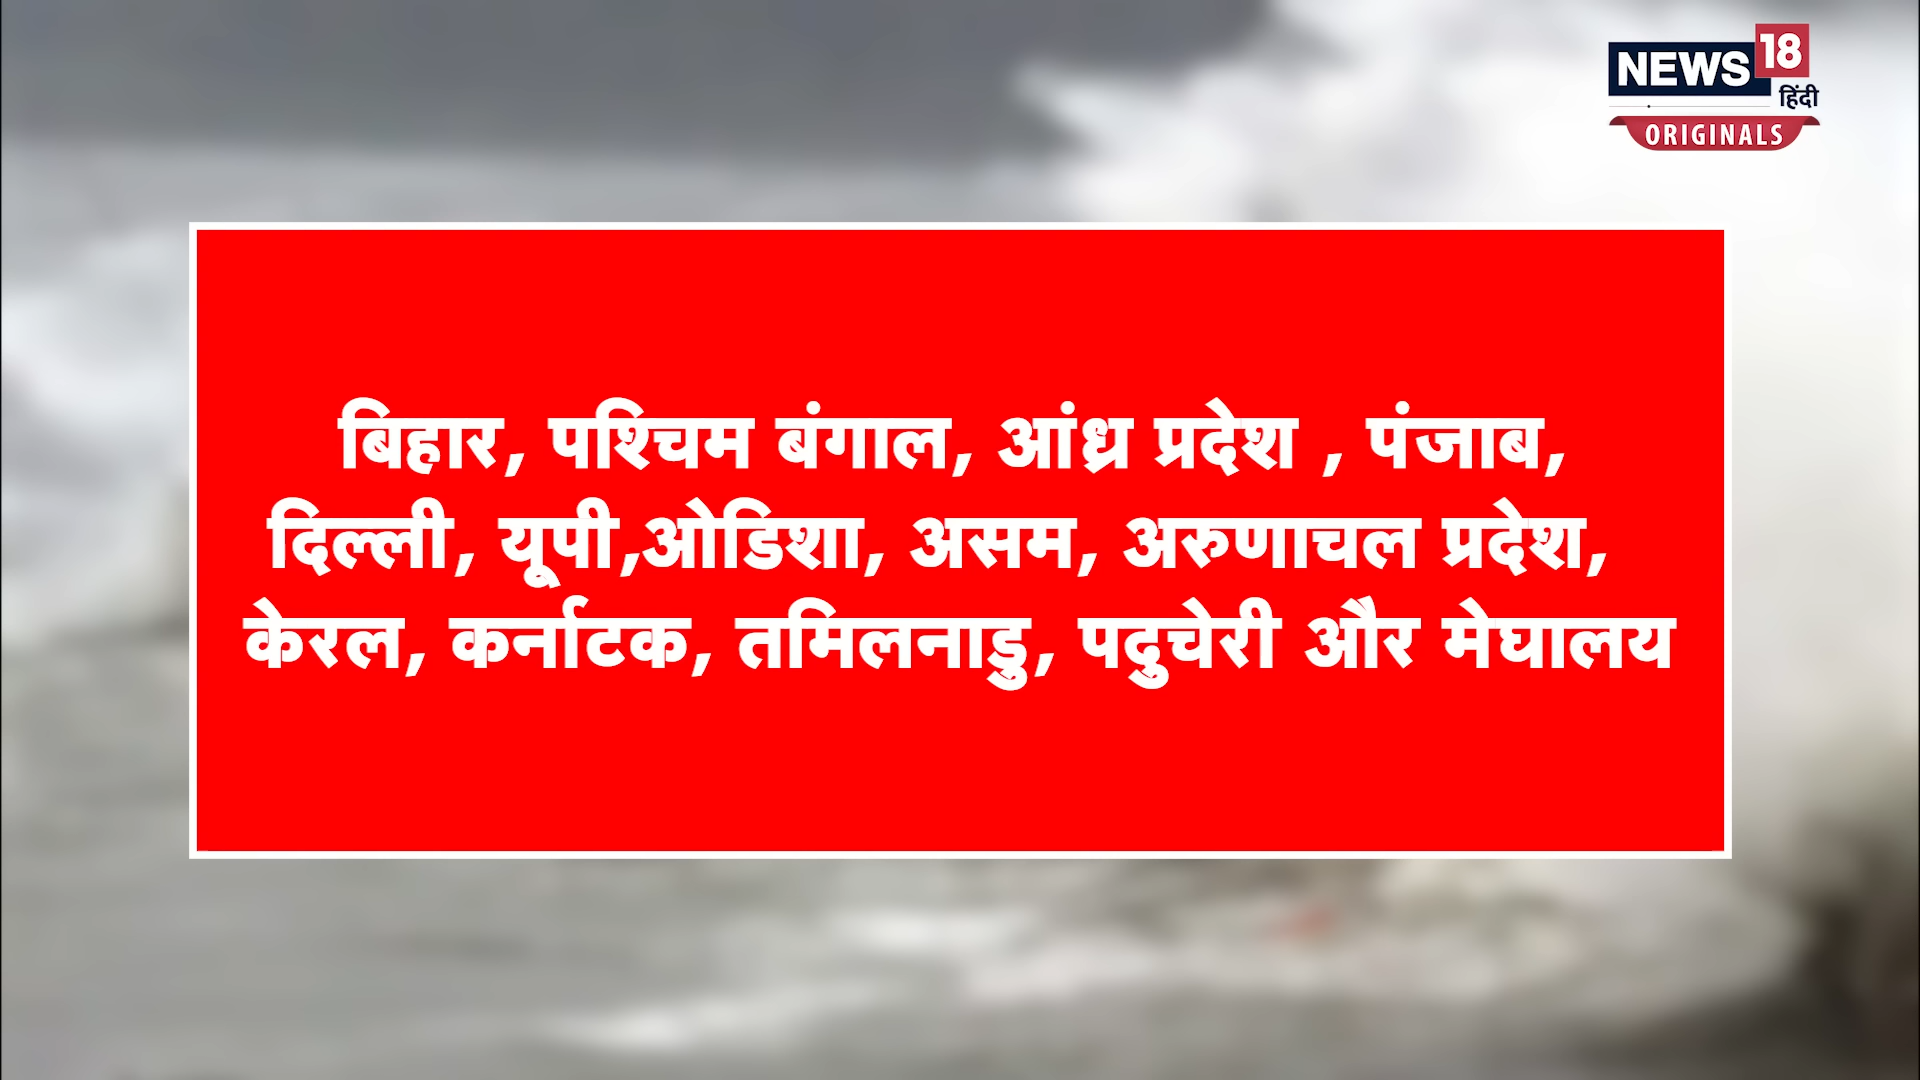 NEWS 18
हिंदी
ORIGINALS
बिहार, पश्चिम बंगाल, आंध्र प्रदेश , पंजाब,
दिल्ली, यूपी,ओडिशा, असम, अरुणाचल प्रदेश,
केरल, कर्नाटक, तमिलनाडु, पदुचेरी और मेघालय